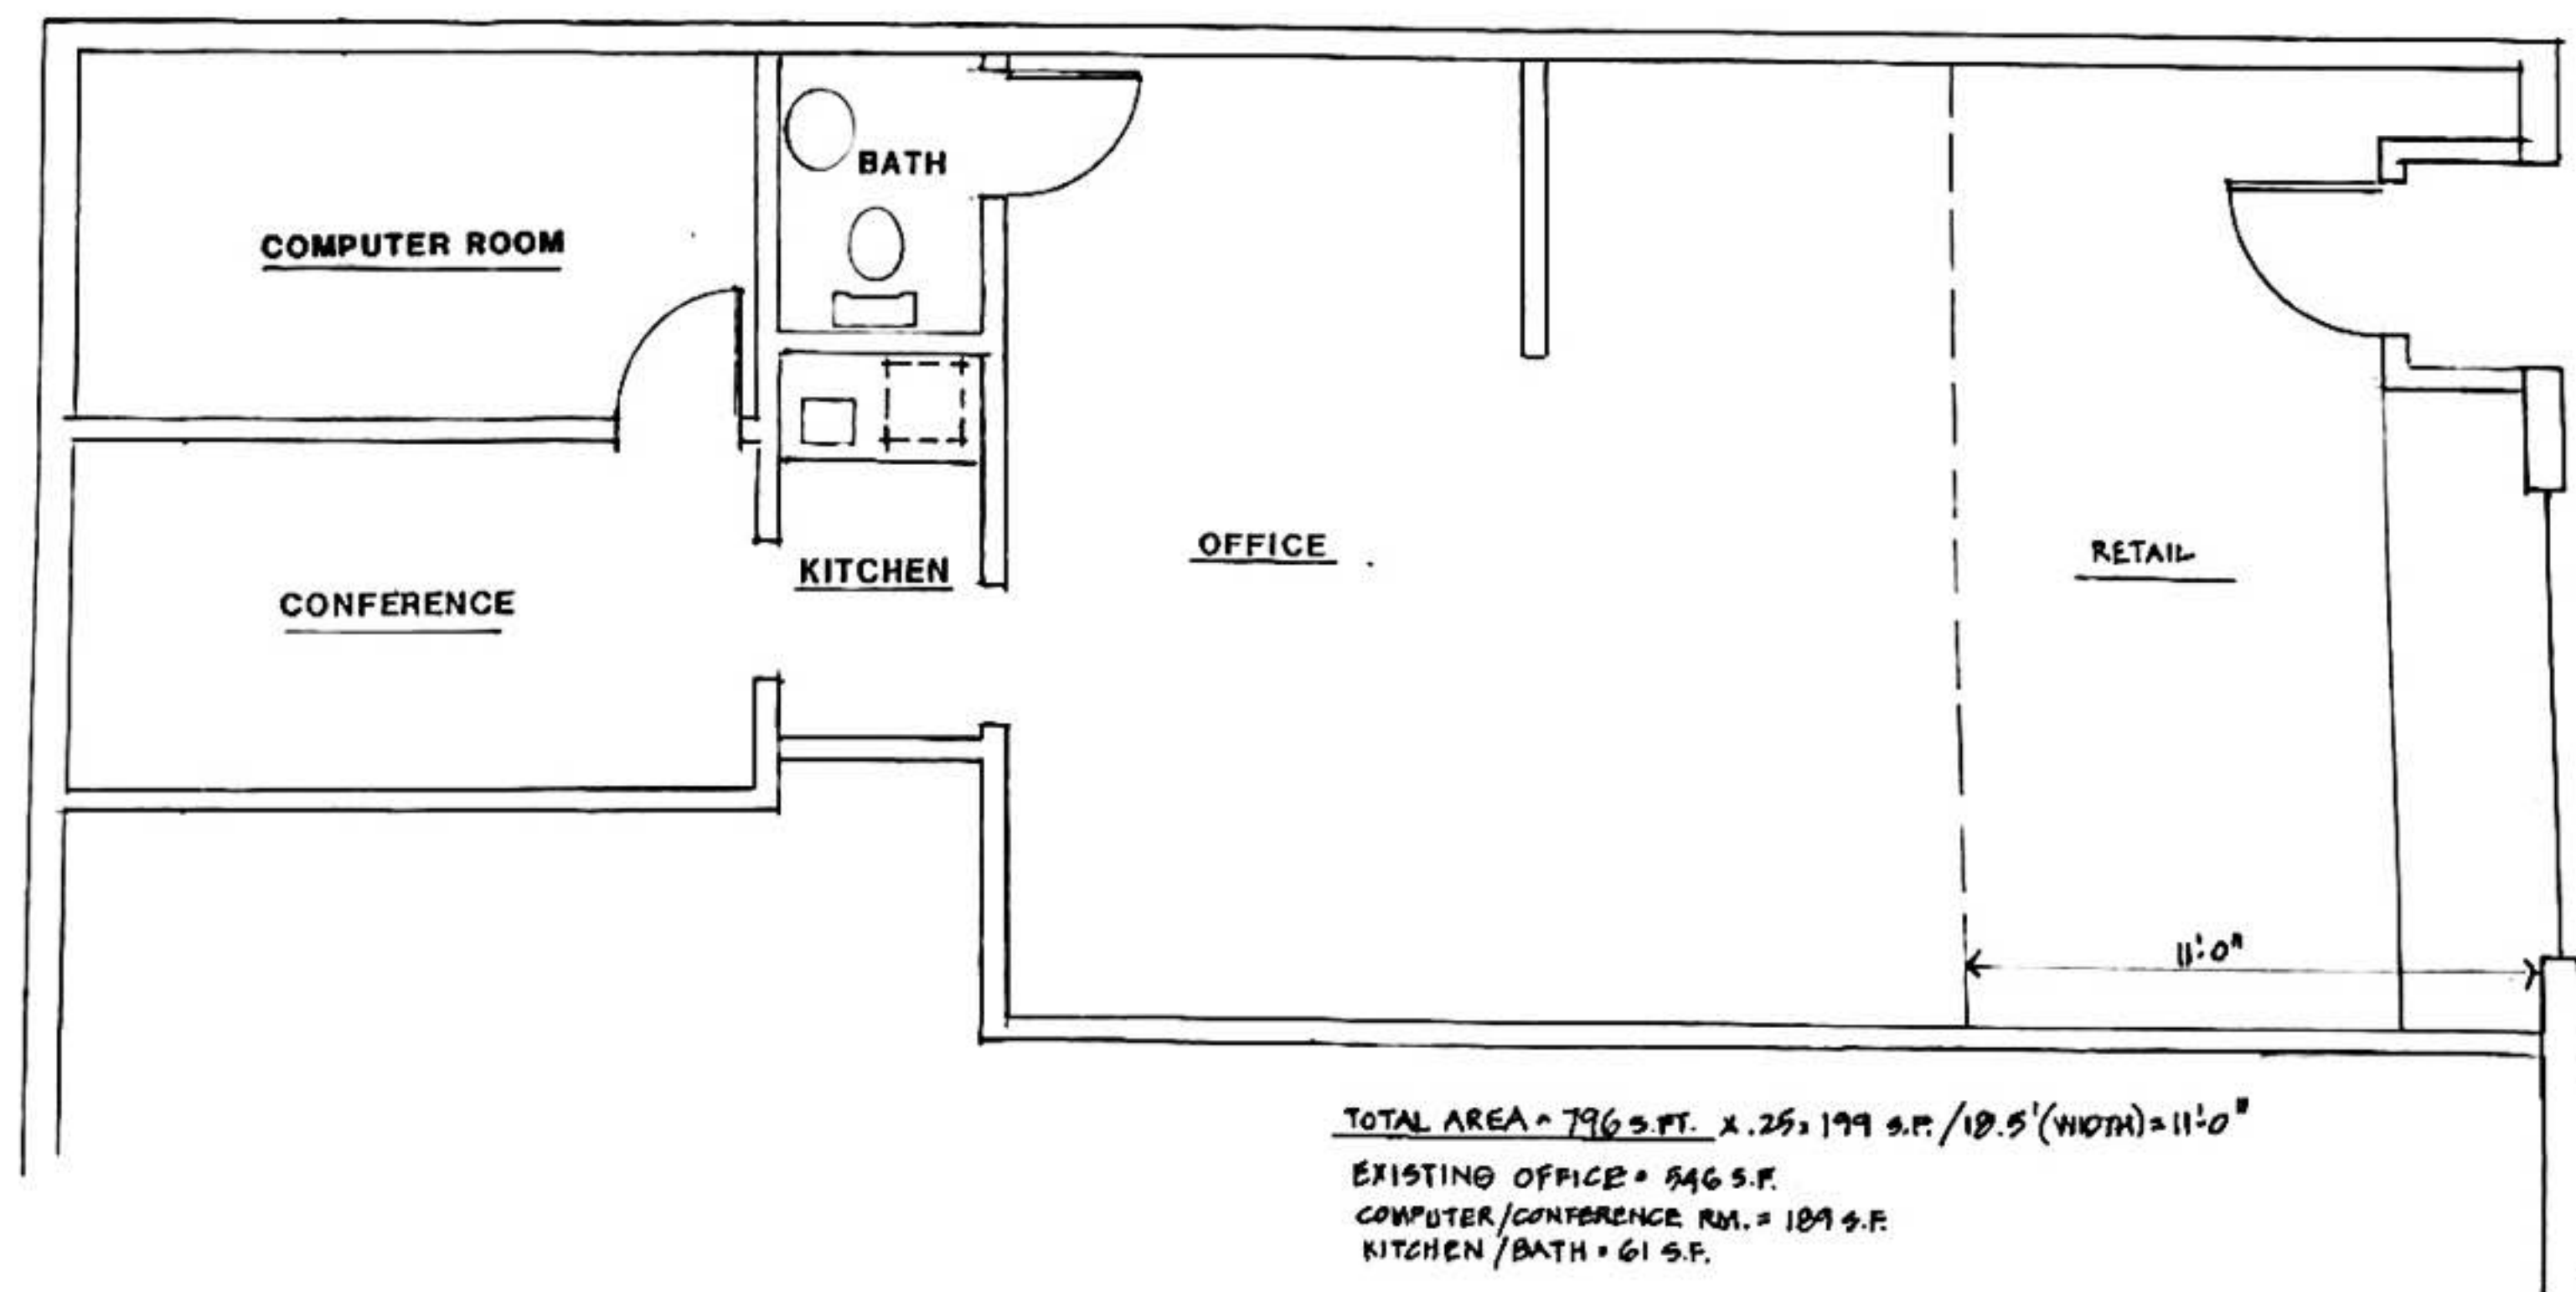 BATH
COMPUTER ROOM
OFFICE
RETAIL
KITCHEN
CONFERENCE
11'-0"
TOTAL AREA = 796 S.FT. X .25 = 199 S.F. / 18.5' (WIDTH) = 11'-0"
EXISTING OFFICE = 546 S.F.
COMPUTER/CONFERENCE RM. = 189 S.F.
KITCHEN / BATH = 61 S.F.